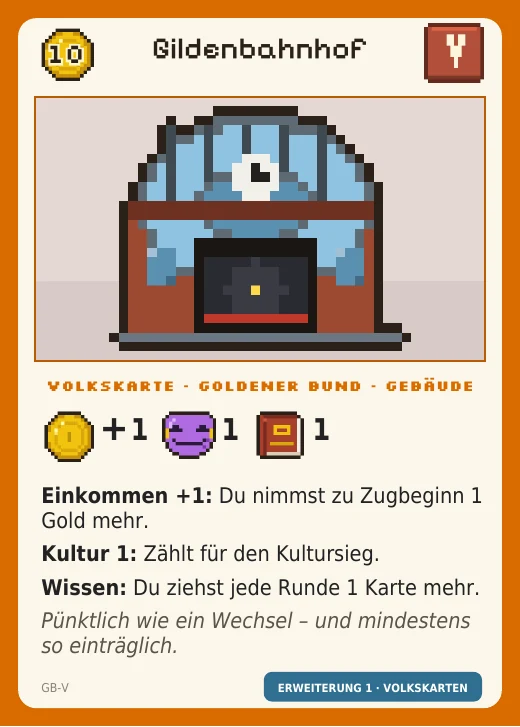 10 Gildenbahnhof
VOLKSKARTE - GOLDENER BUND - GEBÄUDE
+1 1 1
Einkommen +1: Du nimmst zu Zugbeginn 1
Gold mehr.
Kultur 1: Zählt für den Kultursieg.
Wissen: Du ziehst jede Runde 1 Karte mehr.
Pünktlich wie ein Wechsel – und mindestens
so einträglich.
GB-V
ERWEITERUNG 1 · VOLKSKARTEN